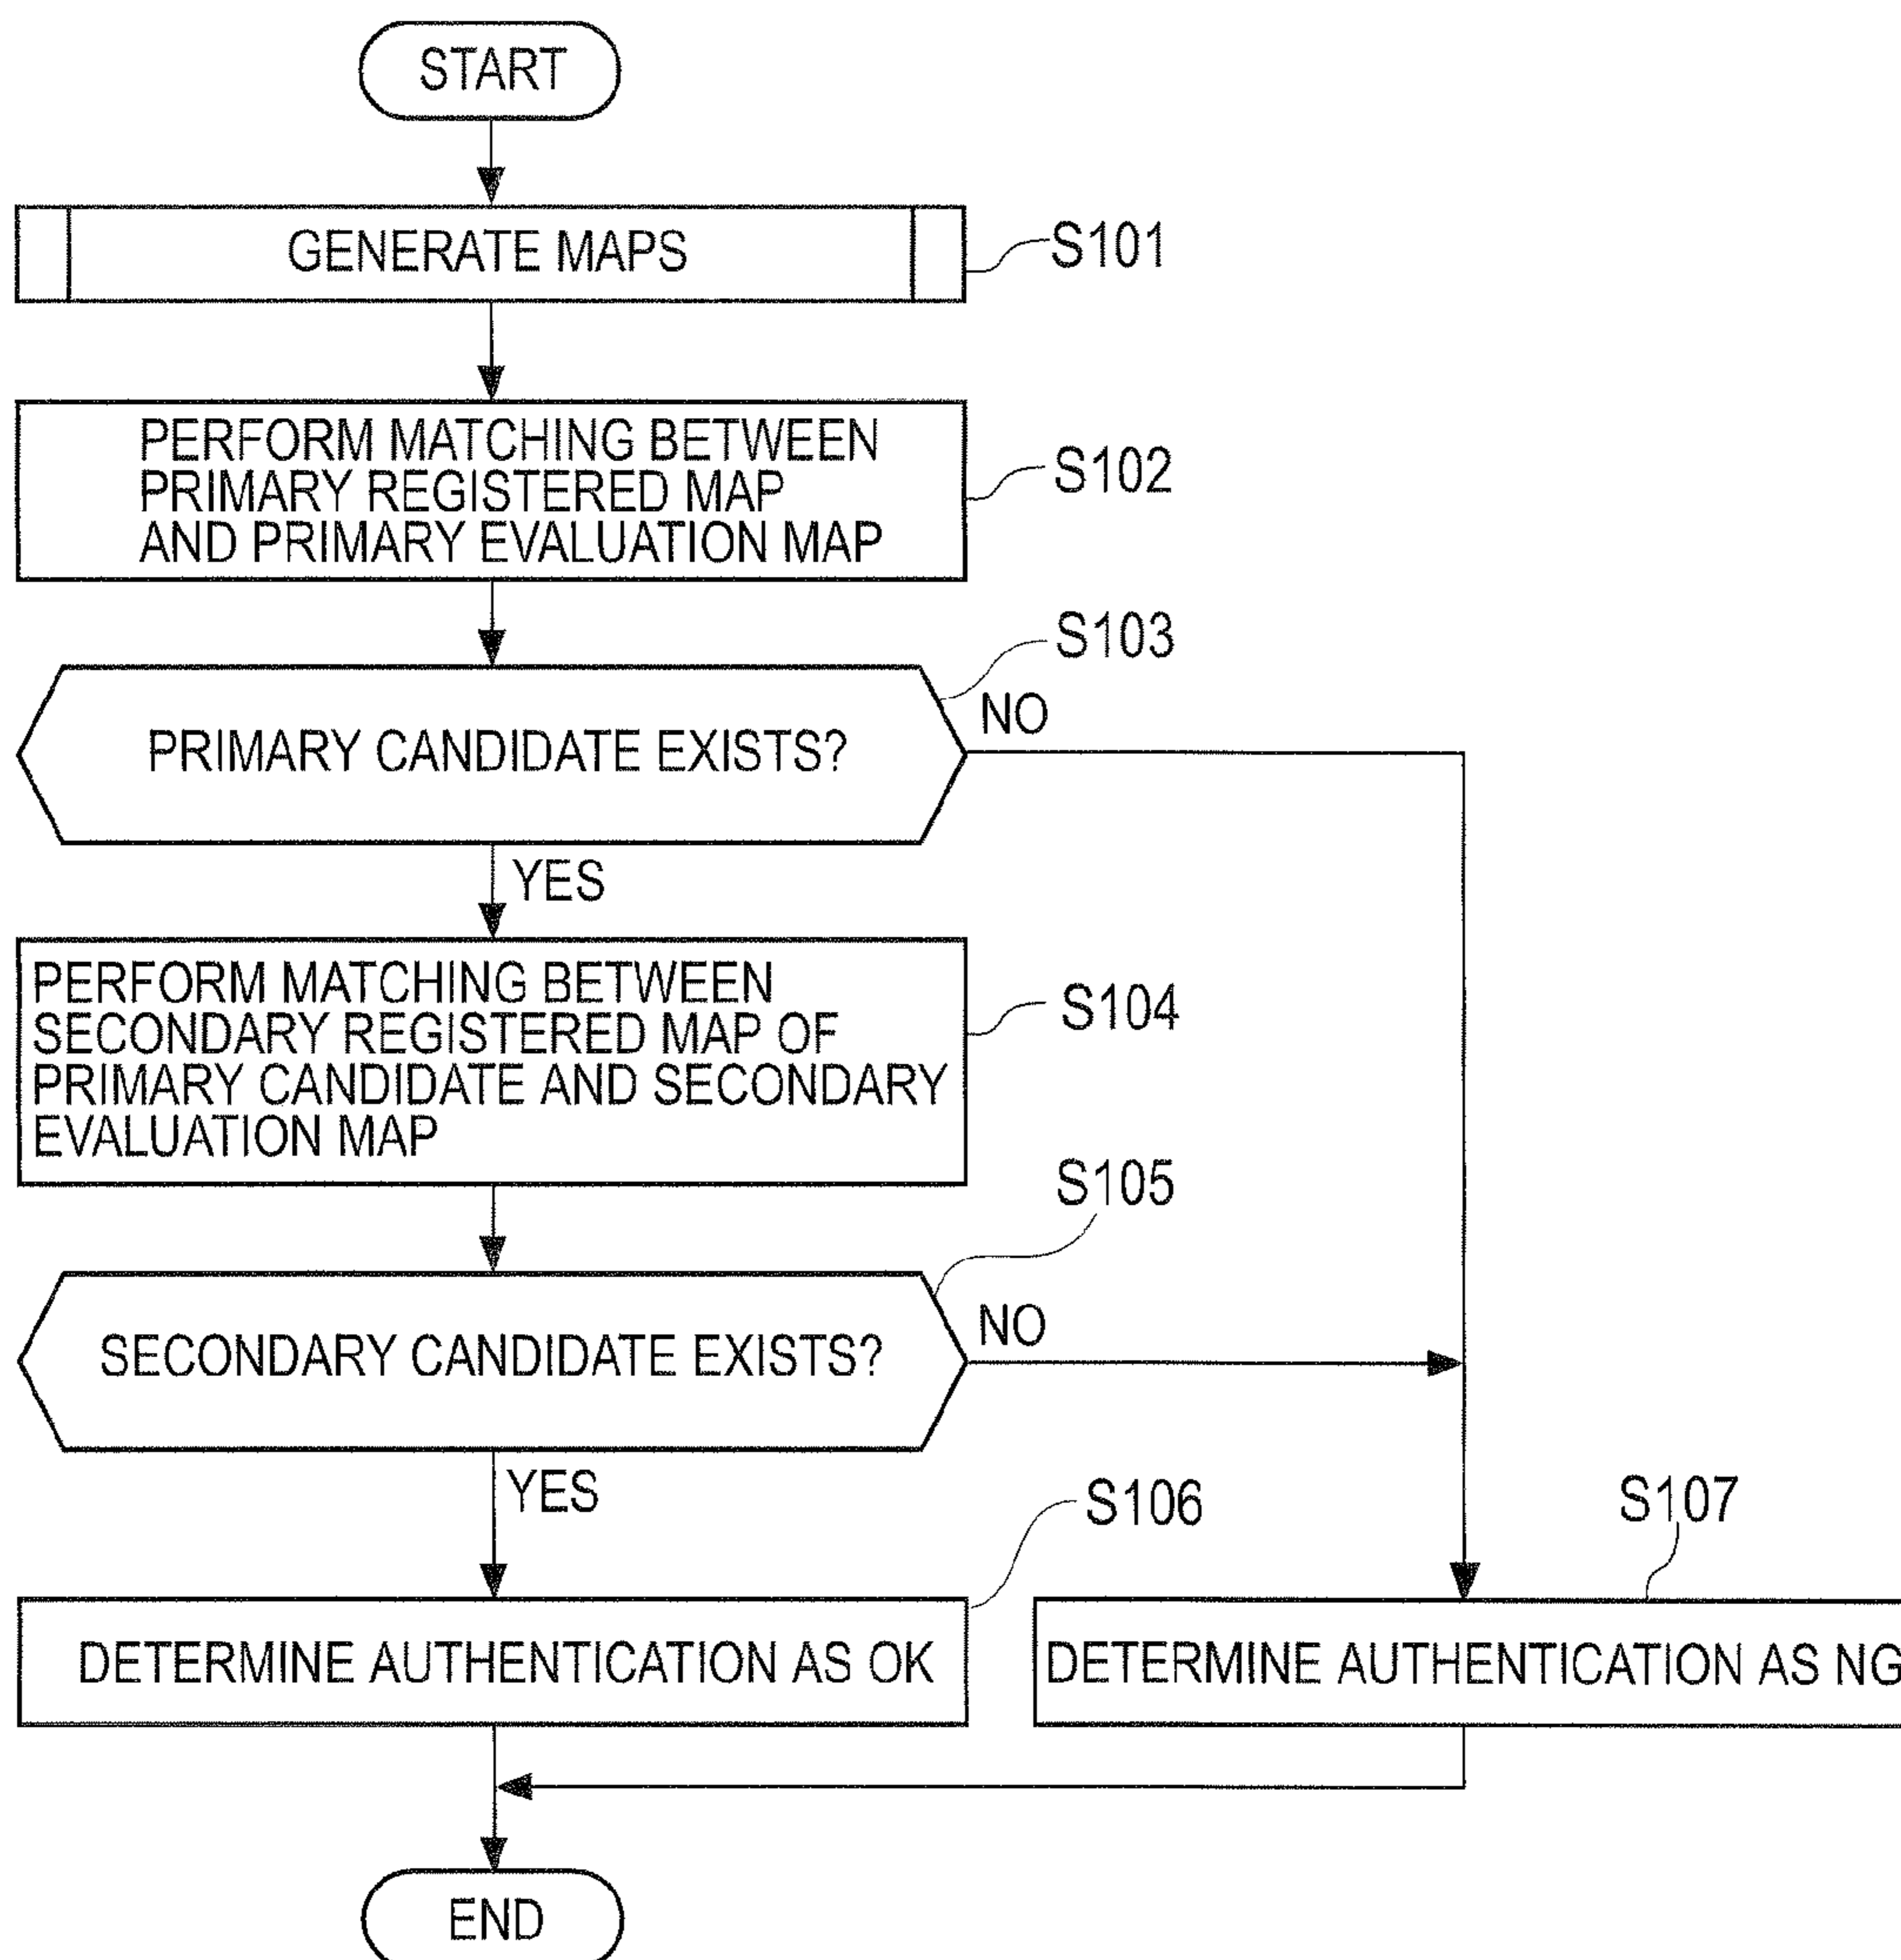 START
GENERATE MAPS
S101
PERFORM MATCHING BETWEEN
PRIMARY REGISTERED MAP
AND PRIMARY EVALUATION MAP
S102
S103
PRIMARY CANDIDATE EXISTS?
NO
YES
PERFORM MATCHING BETWEEN
SECONDARY REGISTERED MAP OF
PRIMARY CANDIDATE AND SECONDARY
EVALUATION MAP
S104
S105
SECONDARY CANDIDATE EXISTS?
NO
YES
S106
S107
DETERMINE AUTHENTICATION AS OK
DETERMINE AUTHENTICATION AS NG
END